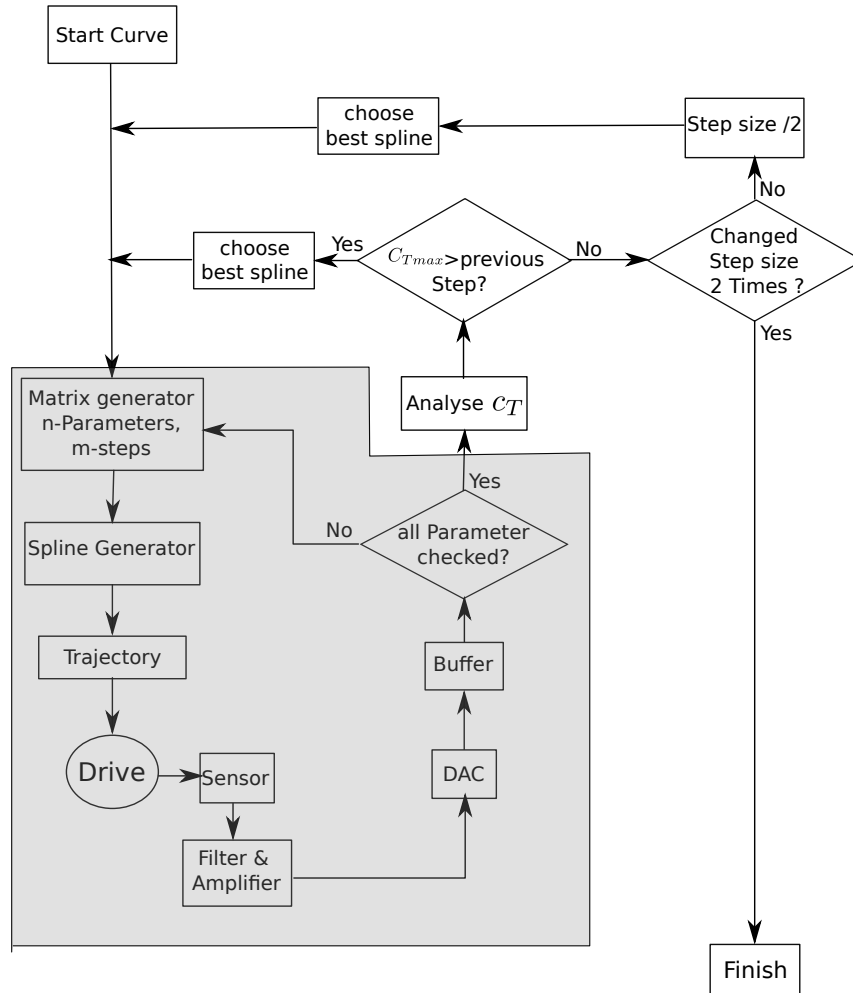 Start Curve
choose
best spline
Step size /2
No
choose
best spline
Yes
C_{Tmax}>previous
Step?
No
Changed
Step size
2 Times ?
Yes
Matrix generator
n-Parameters,
m-steps
Analyse c_T
Yes
No
all Parameter
checked?
Spline Generator
Trajectory
Buffer
Drive
Sensor
DAC
Filter &
Amplifier
Finish